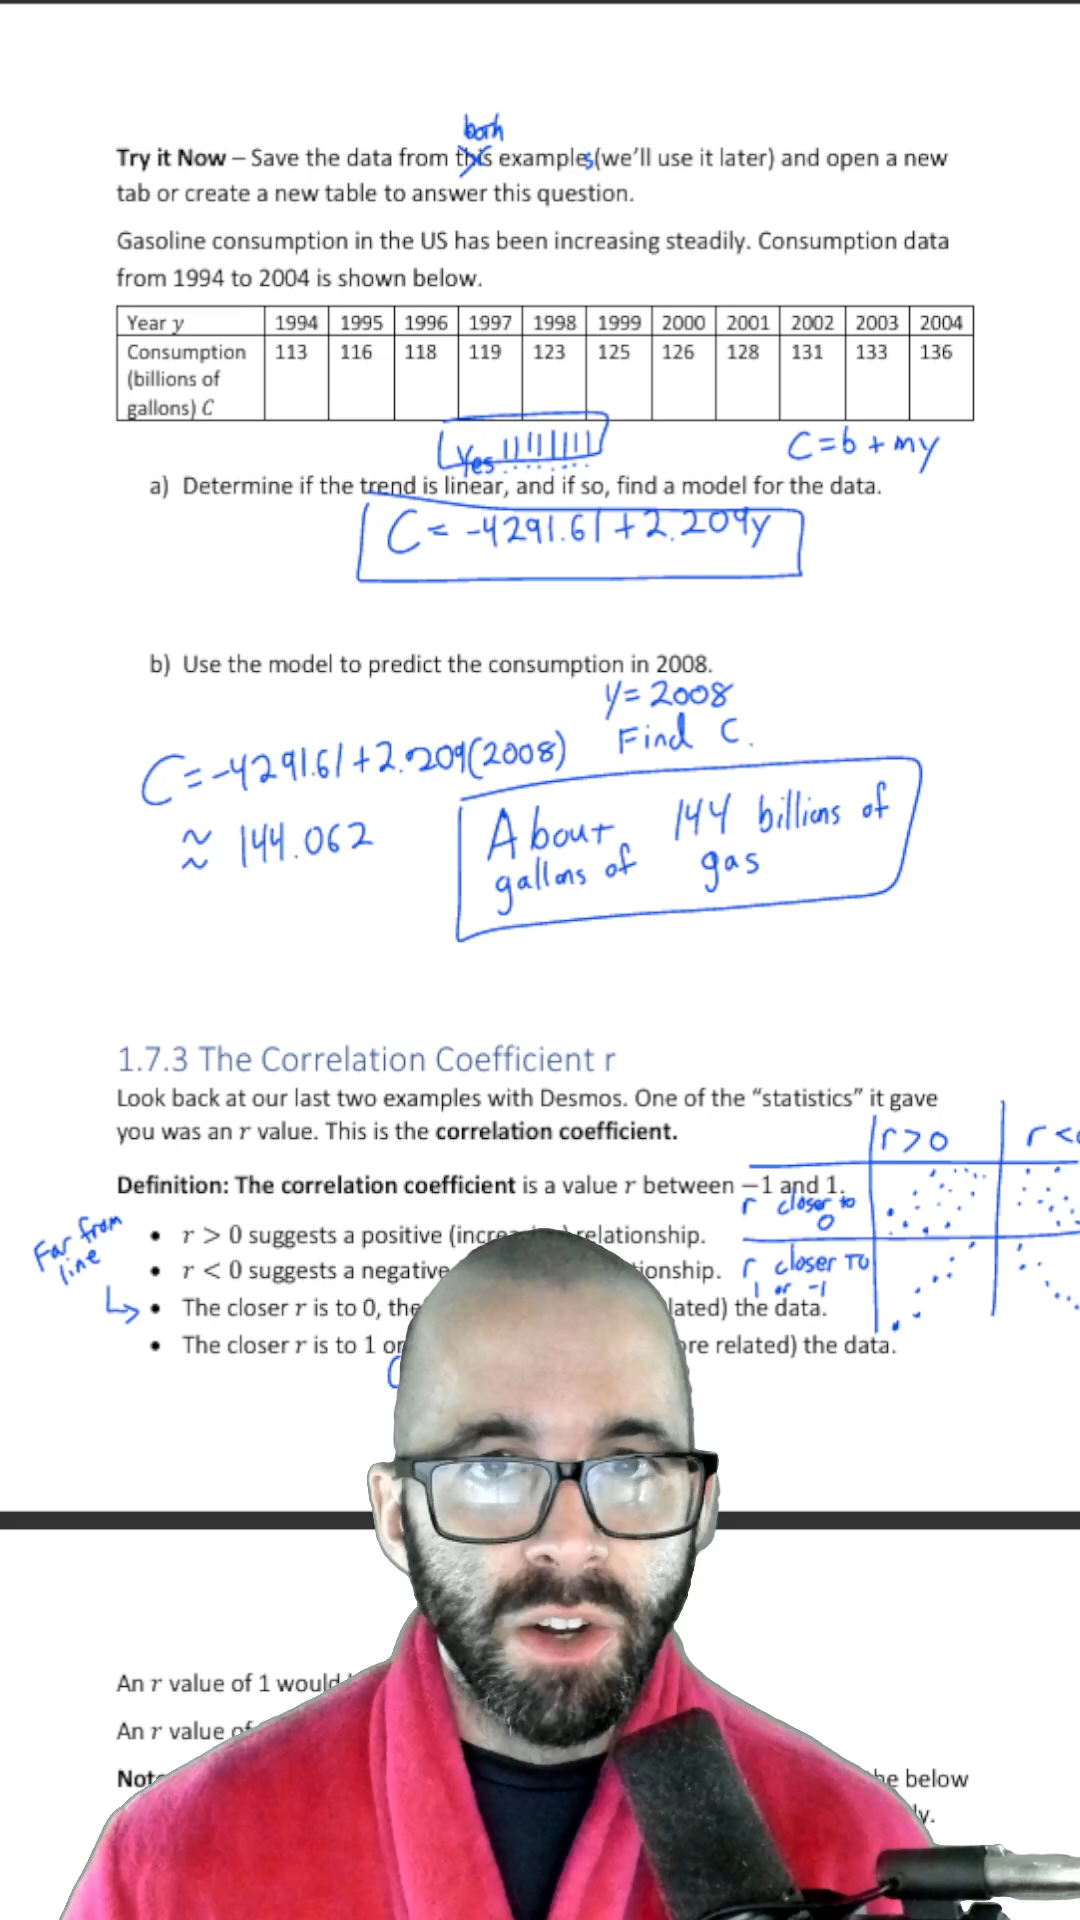 both
Try it Now – Save the data from this examples (we'll use it later) and open a new
tab or create a new table to answer this question.
Gasoline consumption in the US has been increasing steadily. Consumption data
from 1994 to 2004 is shown below.
Year y 1994 1995 1996 1997 1998 1999 2000 2001 2002 2003 2004
Consumption 113 116 118 119 123 125 126 128 131 133 136
(billions of
gallons) C
Yes!!!!!!!!!
C=b+my
a) Determine if the trend is linear, and if so, find a model for the data.
C = -4291.61+2.209y
b) Use the model to predict the consumption in 2008.
y=2008
Find C.
C=-4291.61+2.209(2008)
≈ 144.062
About 144 billions of
gallons of gas
1.7.3 The Correlation Coefficient r
Look back at our last two examples with Desmos. One of the "statistics" it gave
you was an r value. This is the correlation coefficient.
r>0 r<
Definition: The correlation coefficient is a value r between −1 and 1.
r closer to
0
Far from
line
• r > 0 suggests a positive relationship.
• r < 0 suggests a negative
r closer to
1 or -1
• The closer r is to 0, the the data.
• The closer r is to 1 or related) the data.
An r value of 1 would
An r value of
below